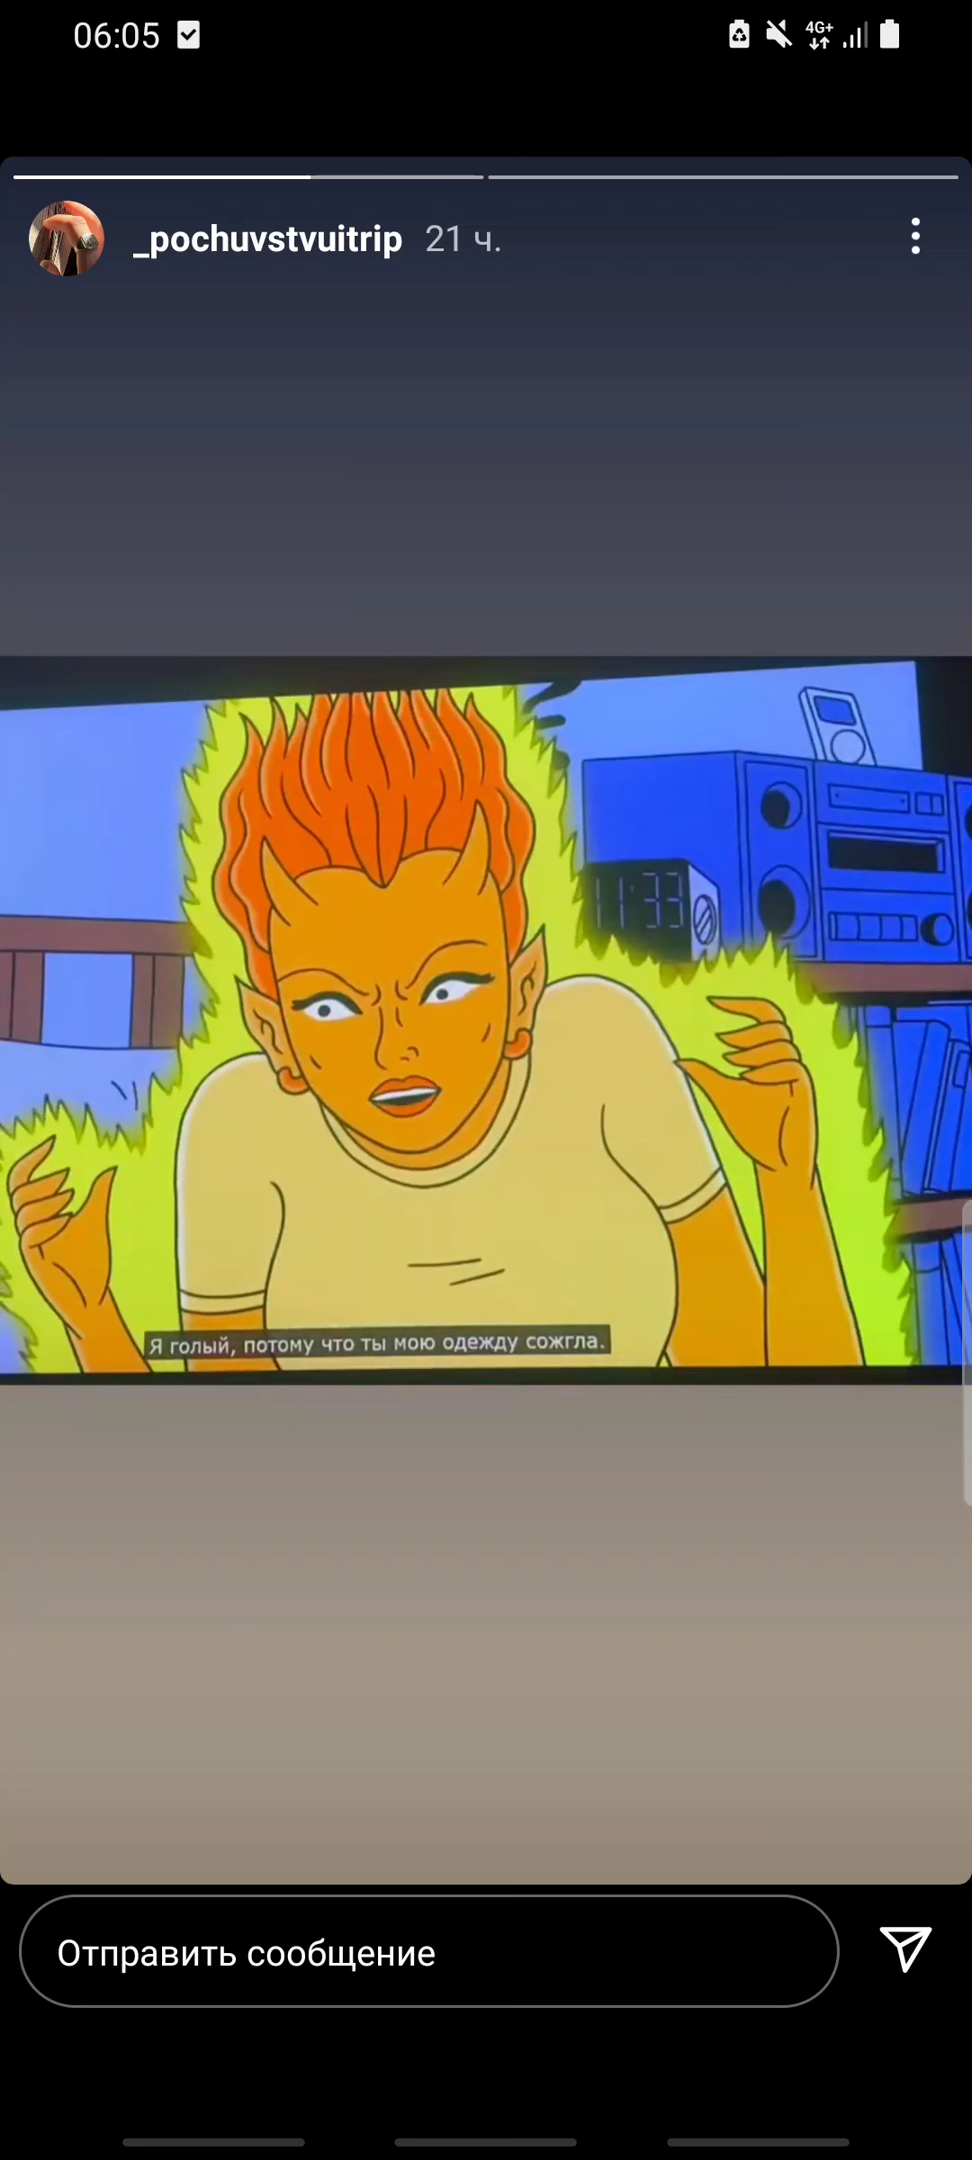 06:05
4G+
_pochuvstvuitrip 21 ч.
11:33
Я голый, потому что ты мою одежду сожгла.
Отправить сообщение